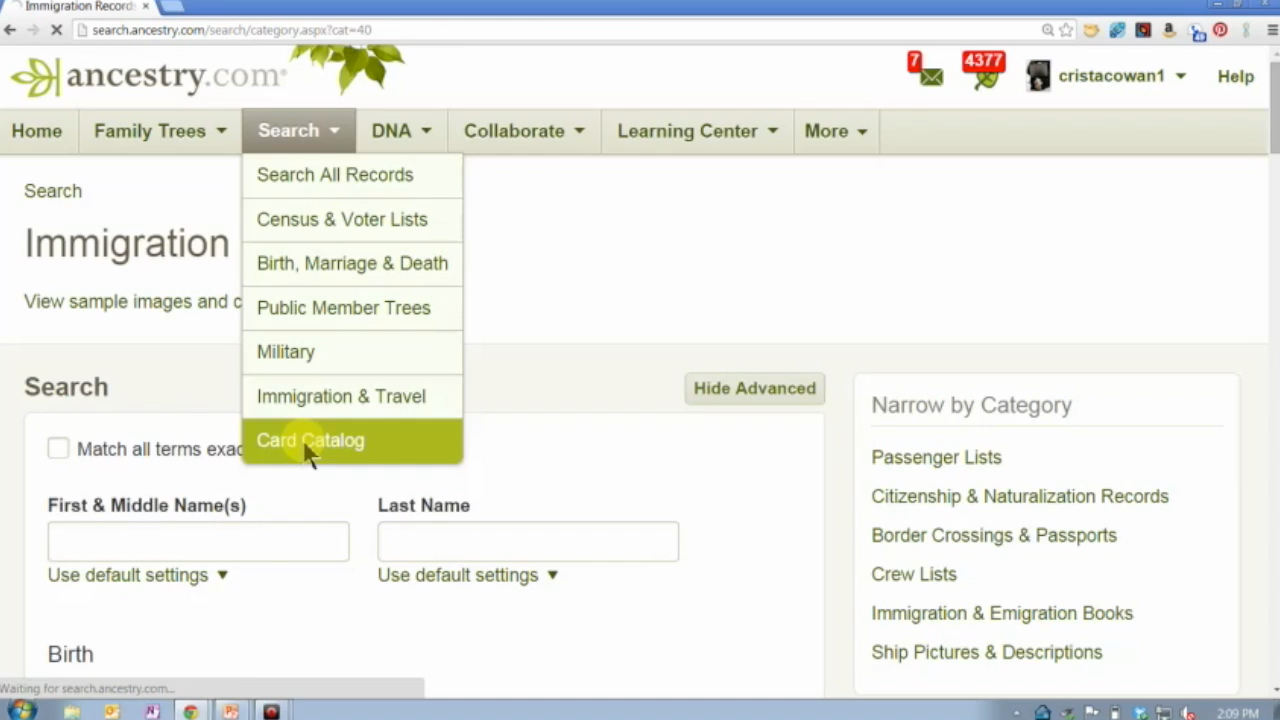 Immigration Records
search.ancestry.com/search/category.aspx?cat=40
ancestry.com
7
4377
cristacowan1
Help
Home
Family Trees
Search
DNA
Collaborate
Learning Center
More
Search All Records
Census & Voter Lists
Birth, Marriage & Death
Public Member Trees
Military
Immigration & Travel
Card Catalog
Search
Immigration
View sample images and c
Search
Hide Advanced
Match all terms exac
First & Middle Name(s)
Last Name
Use default settings
Use default settings
Birth
Narrow by Category
Passenger Lists
Citizenship & Naturalization Records
Border Crossings & Passports
Crew Lists
Immigration & Emigration Books
Ship Pictures & Descriptions
Waiting for search.ancestry.com...
2:09 PM